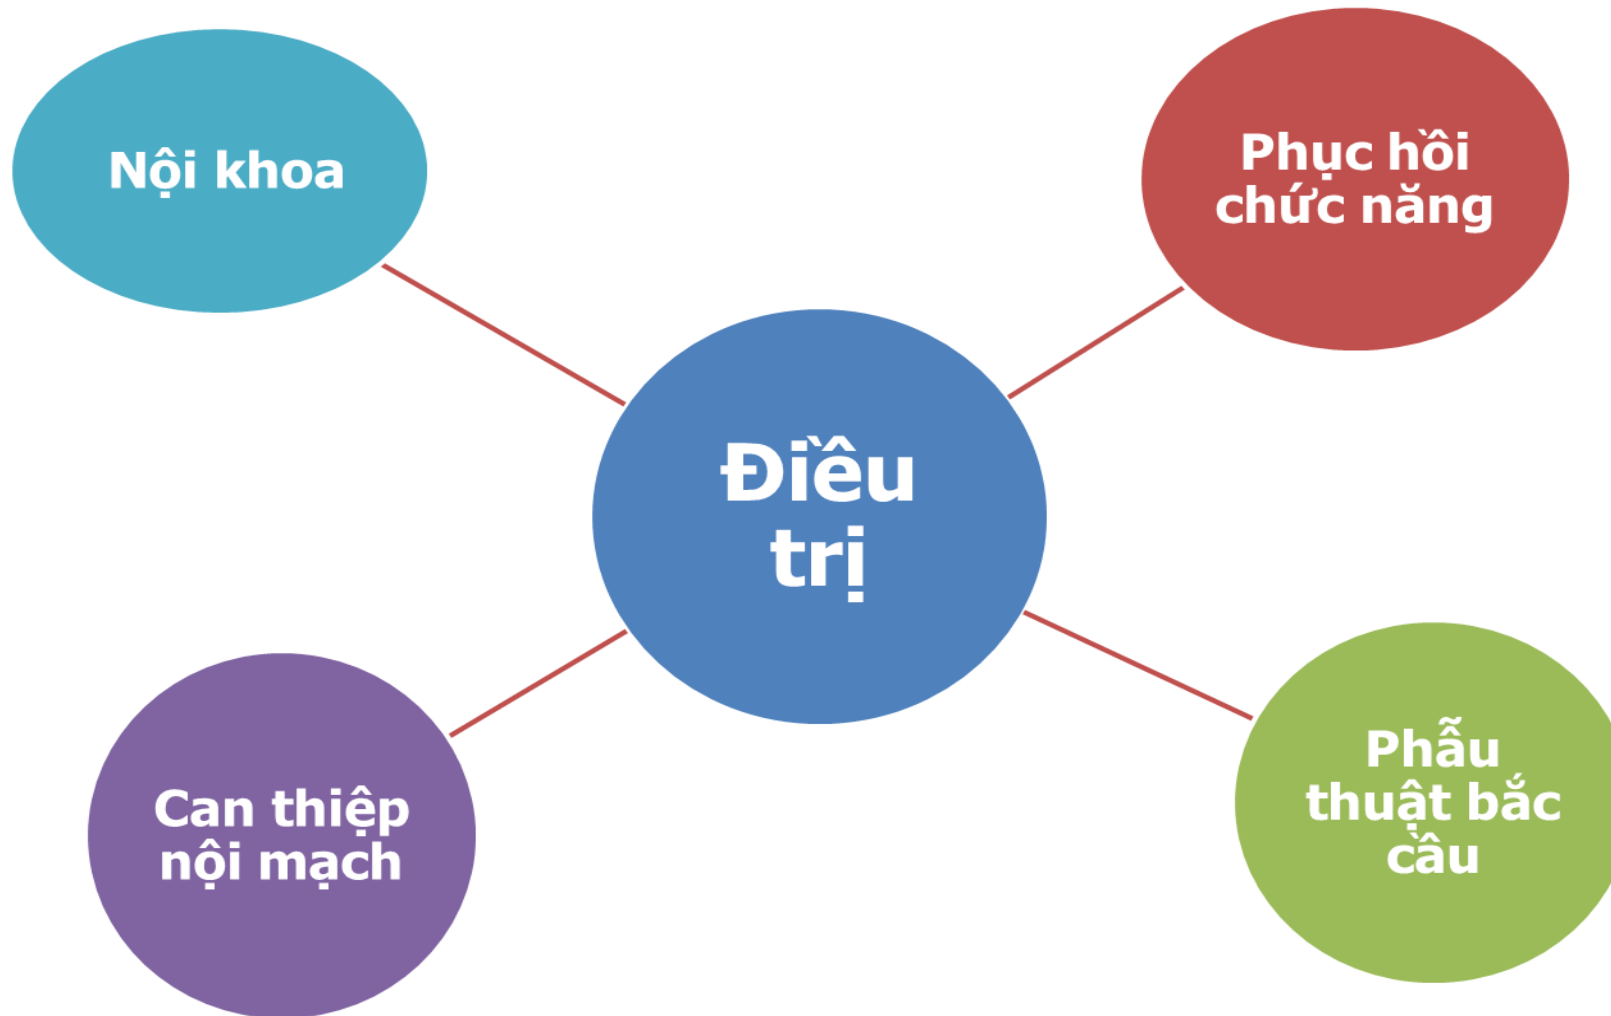 Nội khoa
Phục hồi
chức năng
Điều
trị
Can thiệp
nội mạch
Phẫu
thuật bắc
cầu